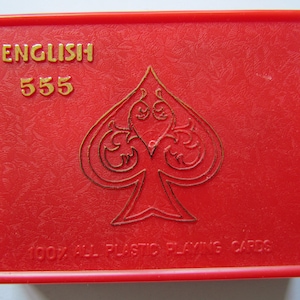 ENGLISH
555
100% ALL PLASTIC PLAYING CARDS